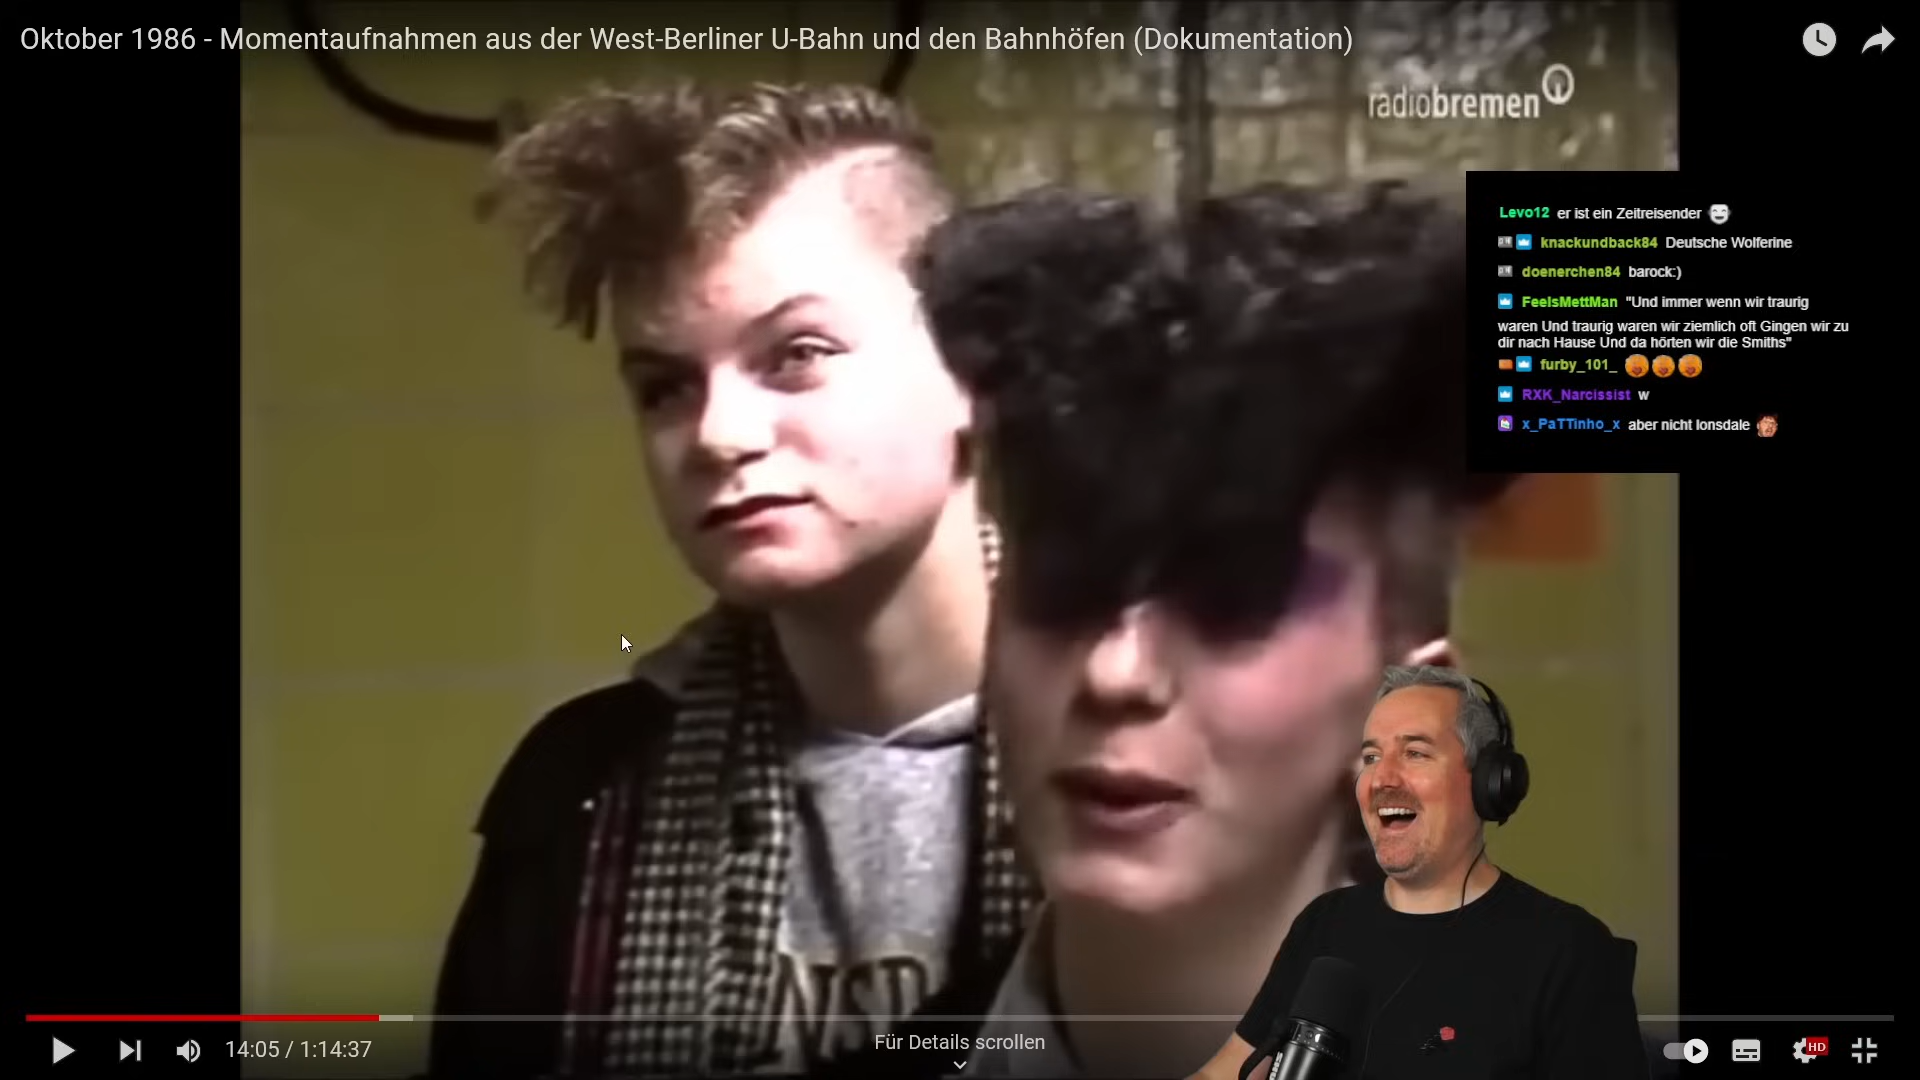 Oktober 1986 - Momentaufnahmen aus der West-Berliner U-Bahn und den Bahnhöfen (Dokumentation)
radiobremen
Levo12 er ist ein Zeitreisender
knackundback84 Deutsche Wolferine
doenerchen84 barock:)
FeelsMettMan "Und immer wenn wir traurig
waren Und traurig waren wir ziemlich oft Gingen wir zu
dir nach Hause Und da hörten wir die Smiths"
furby_101_
RXK_Narcissist w
x_PaTTinho_x aber nicht lonsdale
NSD
14:05 / 1:14:37
Für Details scrollen
HD